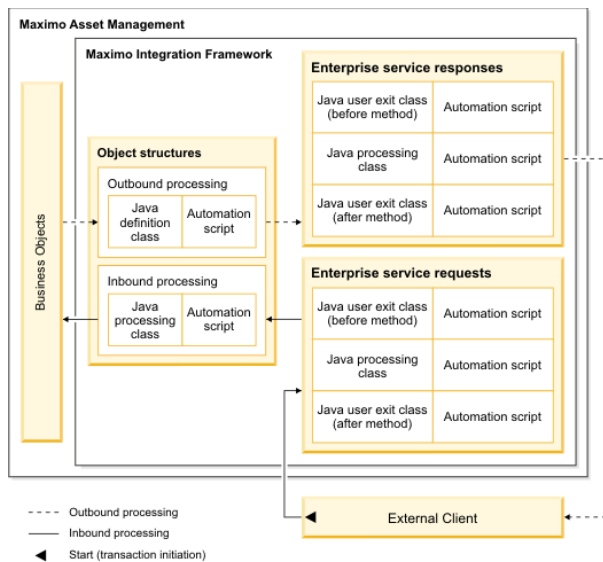 Maximo Asset Management
Maximo Integration Framework
Business Objects
Object structures
Outbound processing
Java
definition
class
Automation
script
Inbound processing
Java
processing
class
Automation
script
Enterprise service responses
Java user exit class
(before method)
Automation script
Java processing
class
Automation script
Java user exit class
(after method)
Automation script
Enterprise service requests
Java user exit class
(before method)
Automation script
Java processing
class
Automation script
Java user exit class
(after method)
Automation script
External Client
Outbound processing
Inbound processing
Start (transaction initiation)